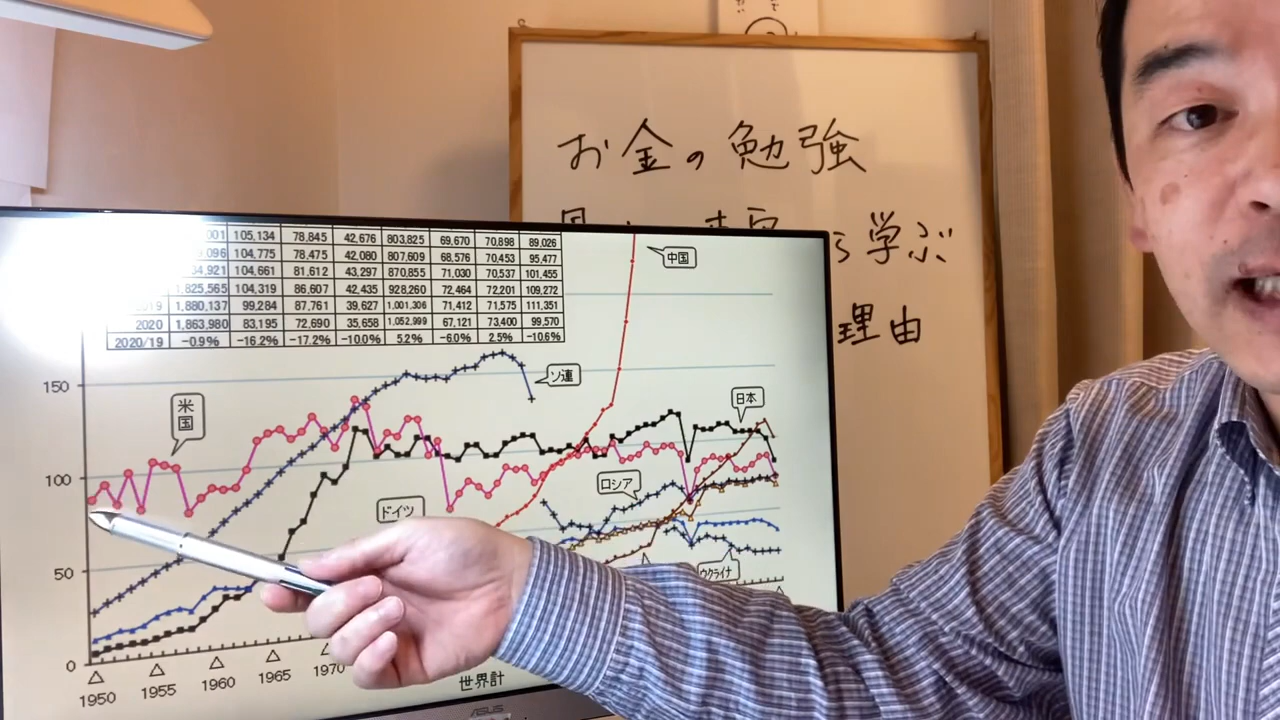 お金の勉強
ら学ぶ
理由
001 105,134 78,845 42,676 803,825 69,670 70,898 89,026
,096 104,775 78,475 42,080 807,609 68,576 70,453 95,477
34,921 104,661 81,612 43,297 870,855 71,030 70,537 101,455
1,825,565 104,319 86,607 42,435 928,260 72,464 72,201 109,272
2019 1,880,137 99,284 87,761 39,627 1,001,306 71,412 71,575 111,351
2020 1,863,980 83,195 72,690 35,658 1,052,999 67,121 73,400 99,570
2020/19 -0.9% -16.2% -17.2% -10.0% 5.2% -6.0% 2.5% -10.6%
中国
ソ連
米国
日本
ロシア
ドイツ
ウクライナ
150
100
50
0
1950 1955 1960 1965 1970
世界計
ASUS